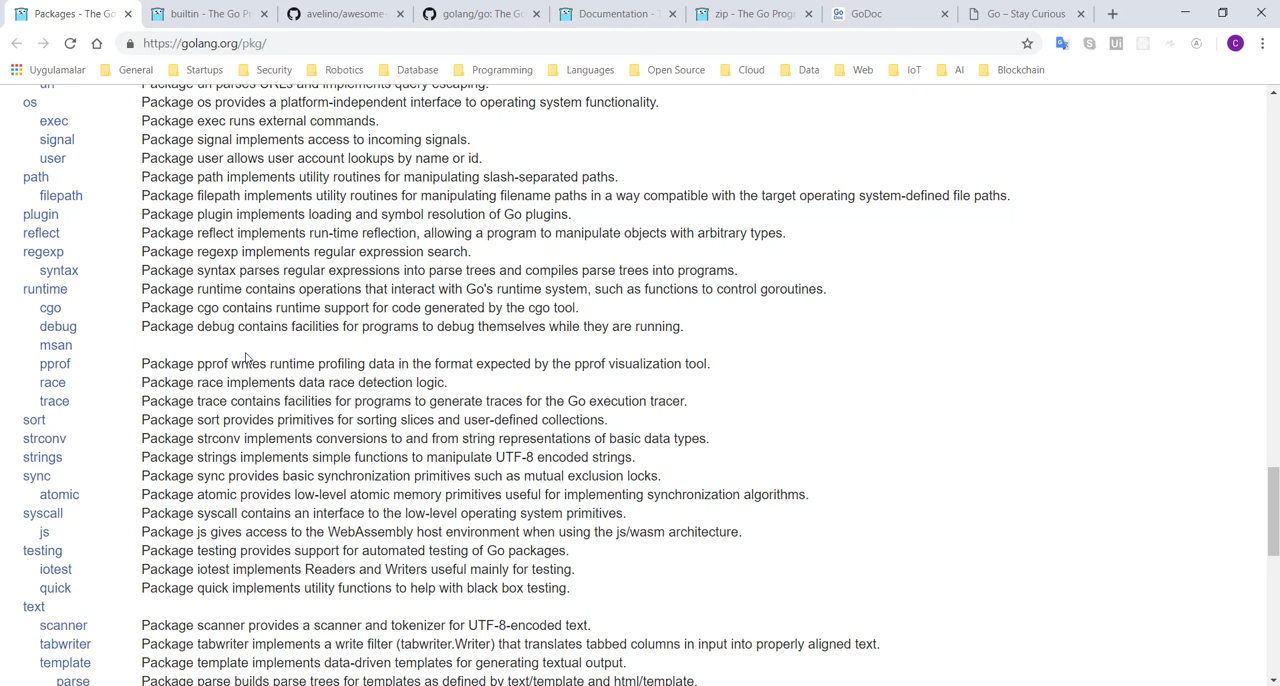 Packages - The Go
builtin - The Go Pr
avelino/awesome-
golang/go: The Go
Documentation - T
zip - The Go Progr
GoDoc
Go – Stay Curious
https://golang.org/pkg/
Uygulamalar
General
Startups
Security
Robotics
Database
Programming
Languages
Open Source
Cloud
Data
Web
IoT
AI
Blockchain
url Package url parses URLs and implements query escaping.
os Package os provides a platform-independent interface to operating system functionality.
exec Package exec runs external commands.
signal Package signal implements access to incoming signals.
user Package user allows user account lookups by name or id.
path Package path implements utility routines for manipulating slash-separated paths.
filepath Package filepath implements utility routines for manipulating filename paths in a way compatible with the target operating system-defined file paths.
plugin Package plugin implements loading and symbol resolution of Go plugins.
reflect Package reflect implements run-time reflection, allowing a program to manipulate objects with arbitrary types.
regexp Package regexp implements regular expression search.
syntax Package syntax parses regular expressions into parse trees and compiles parse trees into programs.
runtime Package runtime contains operations that interact with Go's runtime system, such as functions to control goroutines.
cgo Package cgo contains runtime support for code generated by the cgo tool.
debug Package debug contains facilities for programs to debug themselves while they are running.
msan
pprof Package pprof writes runtime profiling data in the format expected by the pprof visualization tool.
race Package race implements data race detection logic.
trace Package trace contains facilities for programs to generate traces for the Go execution tracer.
sort Package sort provides primitives for sorting slices and user-defined collections.
strconv Package strconv implements conversions to and from string representations of basic data types.
strings Package strings implements simple functions to manipulate UTF-8 encoded strings.
sync Package sync provides basic synchronization primitives such as mutual exclusion locks.
atomic Package atomic provides low-level atomic memory primitives useful for implementing synchronization algorithms.
syscall Package syscall contains an interface to the low-level operating system primitives.
js Package js gives access to the WebAssembly host environment when using the js/wasm architecture.
testing Package testing provides support for automated testing of Go packages.
iotest Package iotest implements Readers and Writers useful mainly for testing.
quick Package quick implements utility functions to help with black box testing.
text
scanner Package scanner provides a scanner and tokenizer for UTF-8-encoded text.
tabwriter Package tabwriter implements a write filter (tabwriter.Writer) that translates tabbed columns in input into properly aligned text.
template Package template implements data-driven templates for generating textual output.
parse Package parse builds parse trees for templates as defined by text/template and html/template.